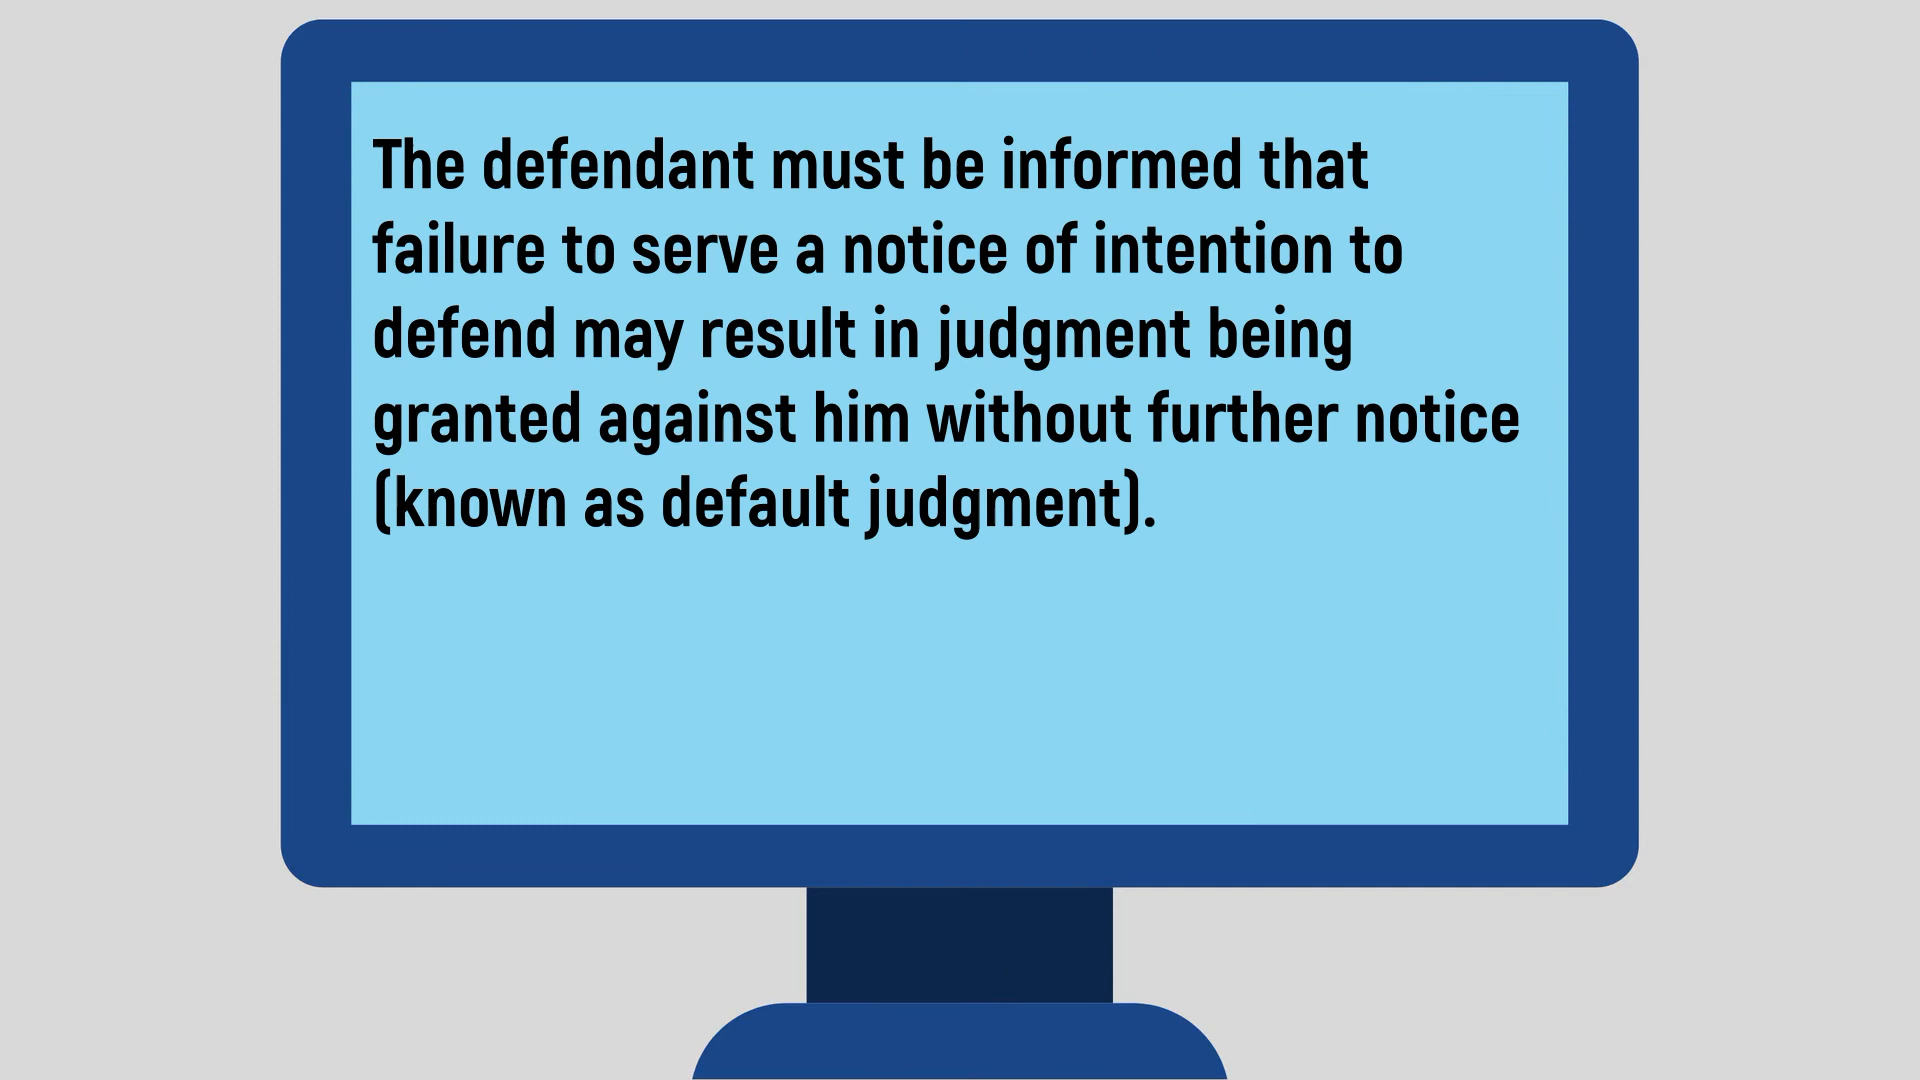 The defendant must be informed that
failure to serve a notice of intention to
defend may result in judgment being
granted against him without further notice
(known as default judgment).